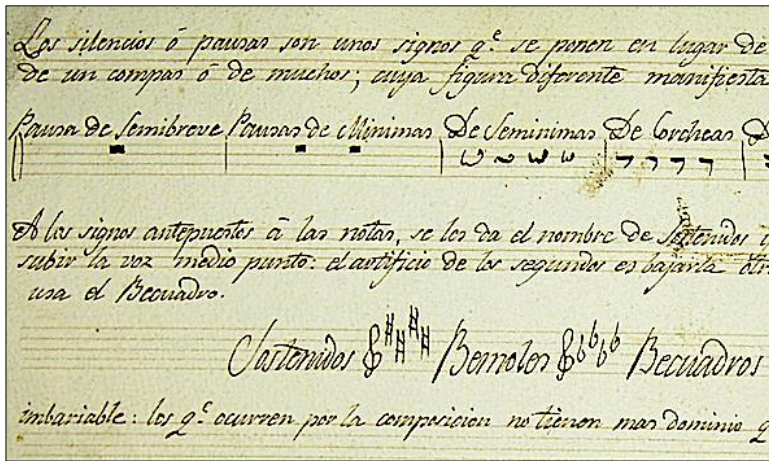 Los silencios ó pausas son unos signos q.e se ponen en lugar de
de un compas ó de muchos; cuya figura diferente manifiesta
Pausa de Semibreve Pausas de Minimas De Seminimas De Corcheas D
A los signos antepuestos á las notas, se les da el nombre de Sostenidos
subir la voz medio punto: el artificio de los segundos es bajarla otr
usa el Becuadro.
Sostenidos Bemoles Becuadros
imbariable: los q.e ocurren por la composicion no tienen mas dominio q